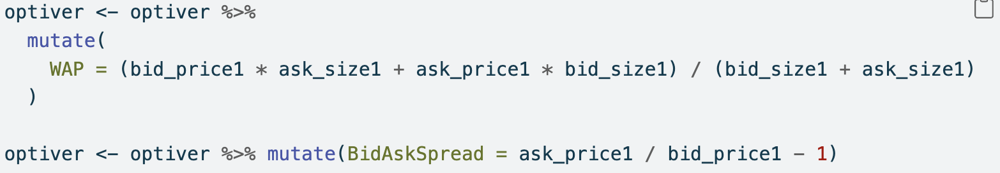 optiver <- optiver %>%
  mutate(
    WAP = (bid_price1 * ask_size1 + ask_price1 * bid_size1) / (bid_size1 + ask_size1)
  )

optiver <- optiver %>% mutate(BidAskSpread = ask_price1 / bid_price1 - 1)